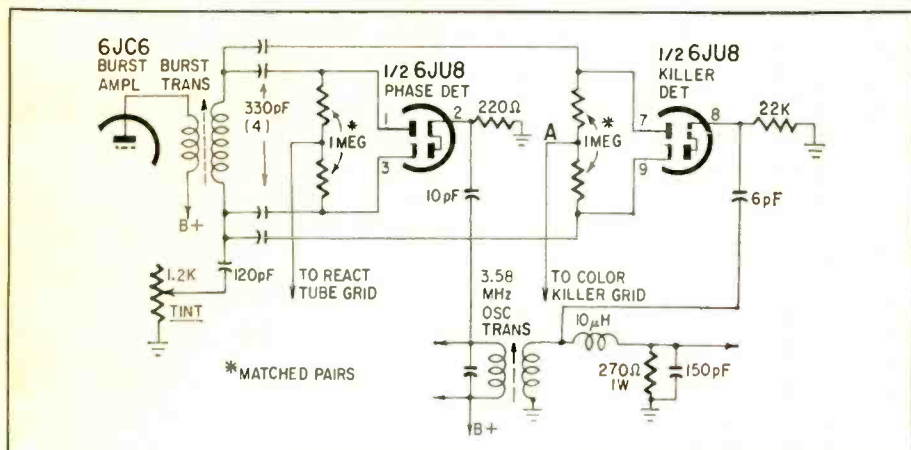 6JC6
BURST
AMPL
BURST
TRANS
330pF
(4)
*
1MEG
1/2 6JU8
PHASE DET
1
2
3
220Ω
10pF
A
*
1MEG
1/2 6JU8
KILLER
DET
7
8
9
22K
6pF
B+
1.2K
TINT
120pF
TO REACT
TUBE GRID
3.58
MHz
OSC
TRANS
TO COLOR
KILLER GRID
10μH
270Ω
1W
150pF
*MATCHED PAIRS
B+